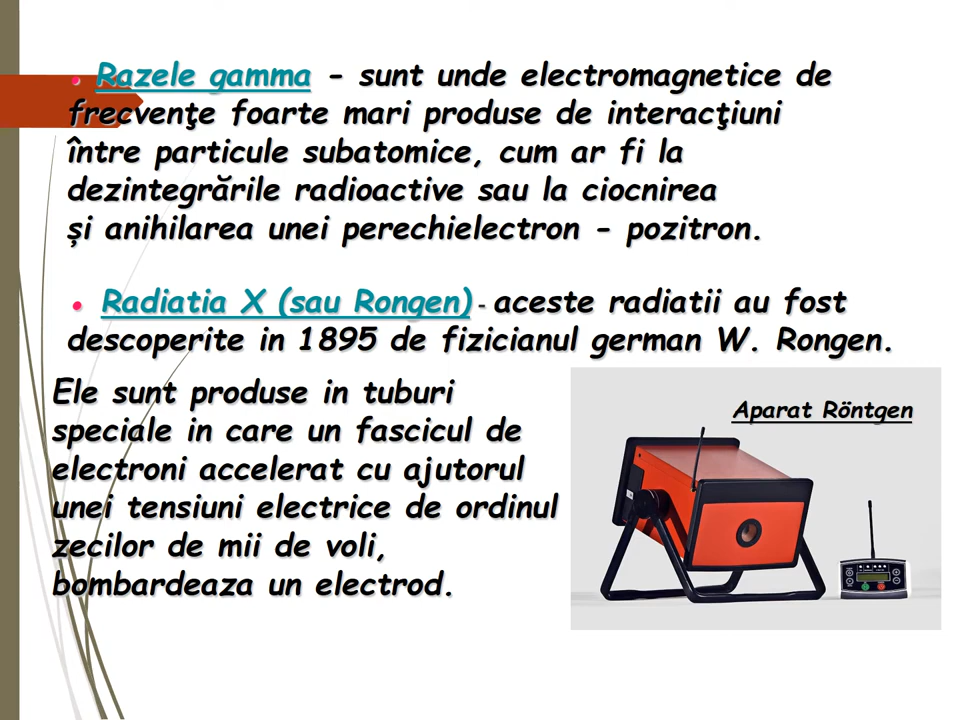 ● Razele gamma - sunt unde electromagnetice de
frecvenţe foarte mari produse de interacţiuni
între particule subatomice, cum ar fi la
dezintegrările radioactive sau la ciocnirea
și anihilarea unei perechielectron - pozitron.
● Radiatia X (sau Rongen) - aceste radiatii au fost
descoperite in 1895 de fizicianul german W. Rongen.
Ele sunt produse in tuburi
speciale in care un fascicul de
electroni accelerat cu ajutorul
unei tensiuni electrice de ordinul
zecilor de mii de voli,
bombardeaza un electrod.
Aparat Röntgen